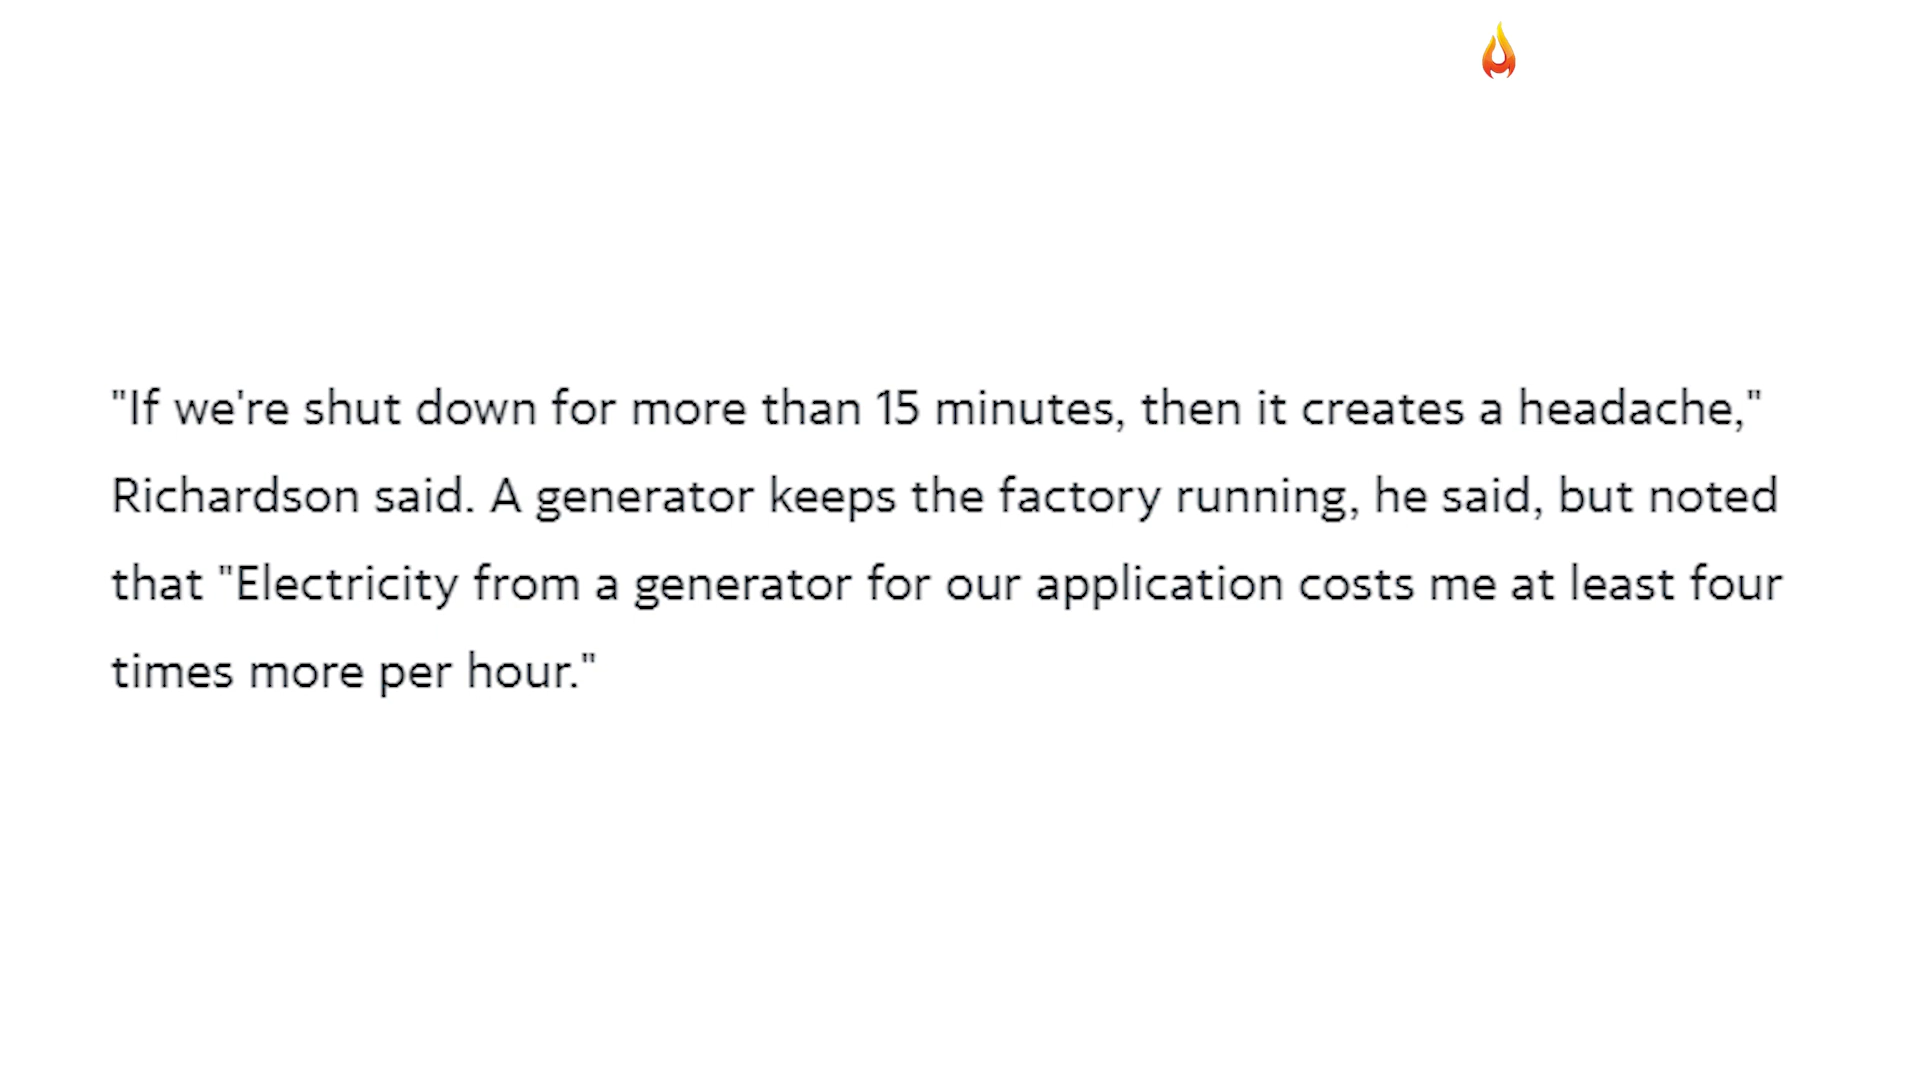 "If we're shut down for more than 15 minutes, then it creates a headache,"
Richardson said. A generator keeps the factory running, he said, but noted
that "Electricity from a generator for our application costs me at least four
times more per hour."